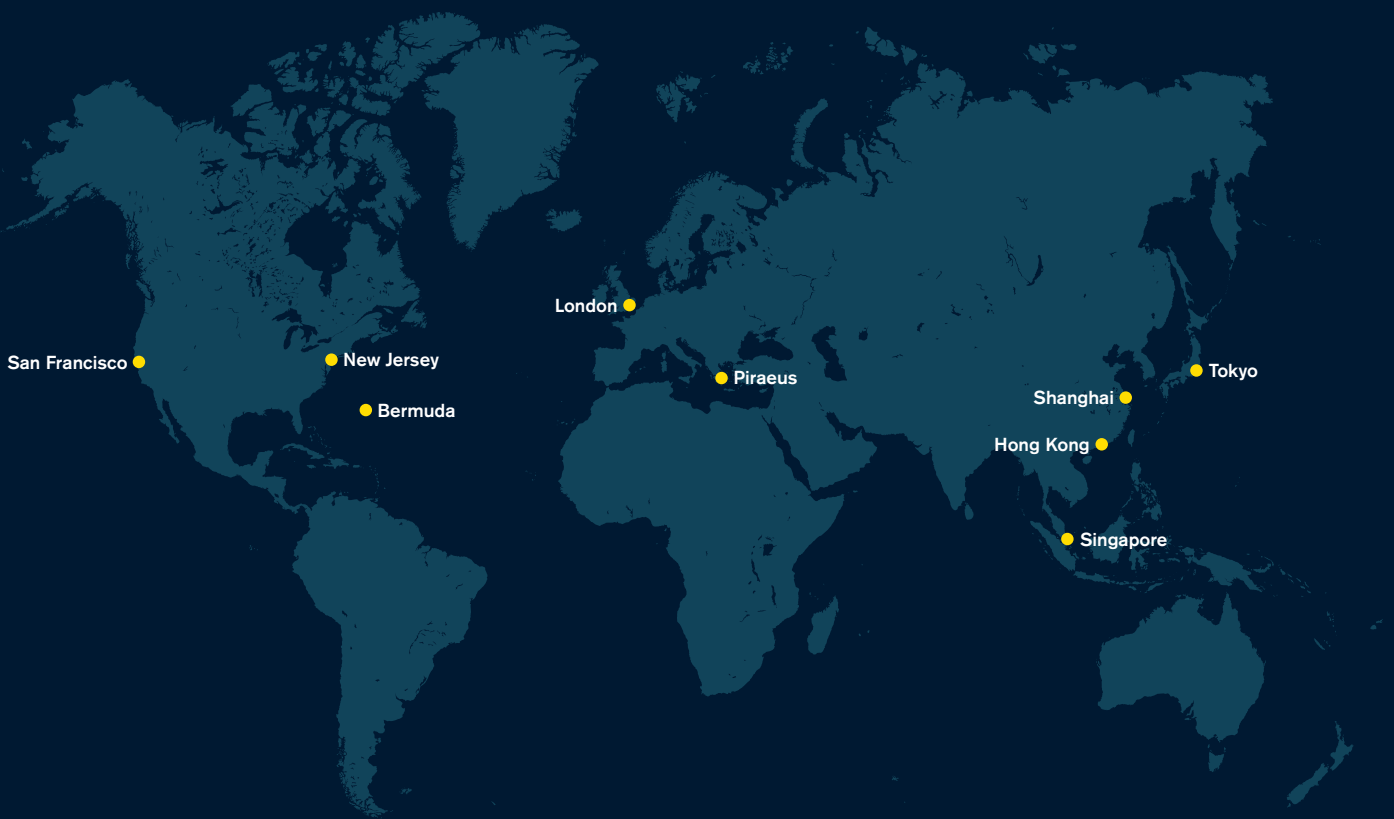 London
San Francisco
New Jersey
Piraeus
Tokyo
Shanghai
Bermuda
Hong Kong
Singapore